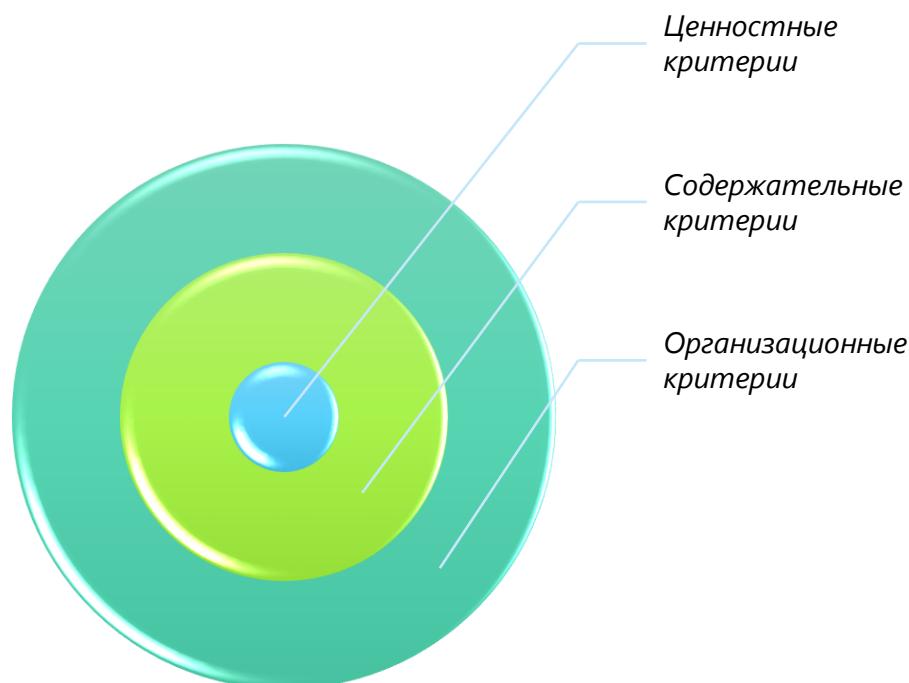 Ценностные
критерии
Содержательные
критерии
Организационные
критерии